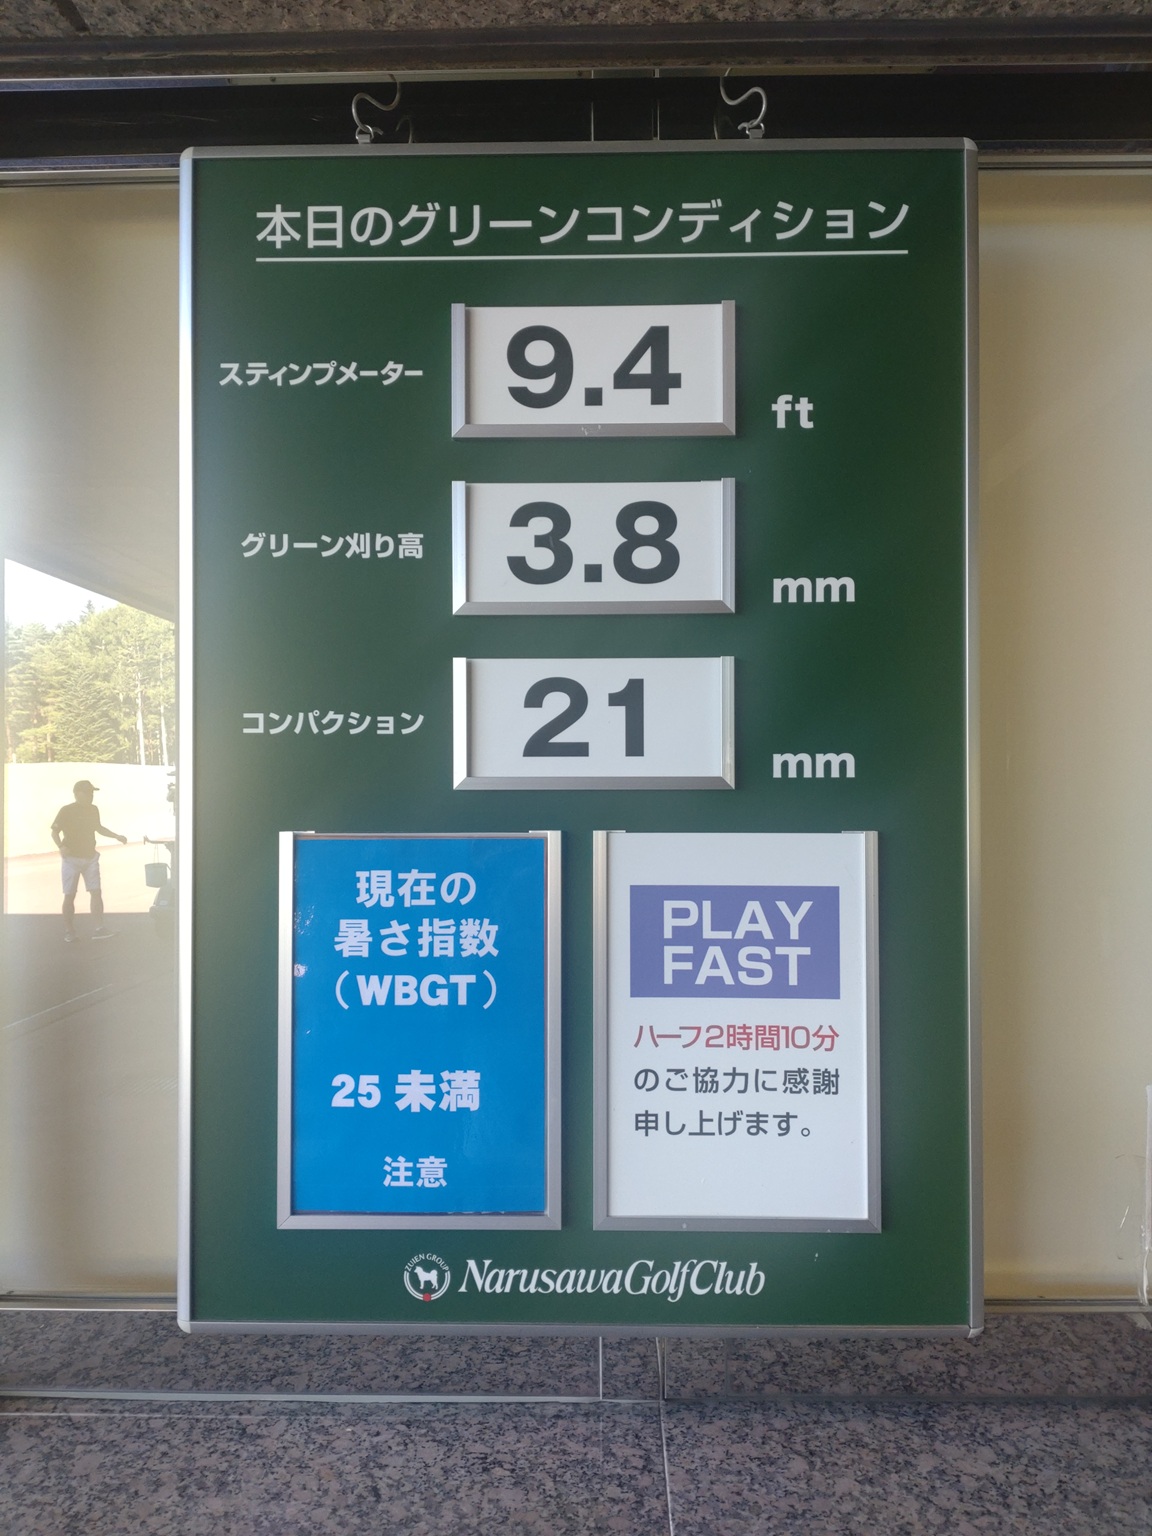 本日のグリーンコンディション
スティンプメーター 9.4 ft
グリーン刈り高 3.8 mm
コンパクション 21 mm
現在の
暑さ指数
（WBGT）
25 未満
注意
PLAY
FAST
ハーフ2時間10分
のご協力に感謝
申し上げます。
ZUIEN GROUP
NarusawaGolfClub